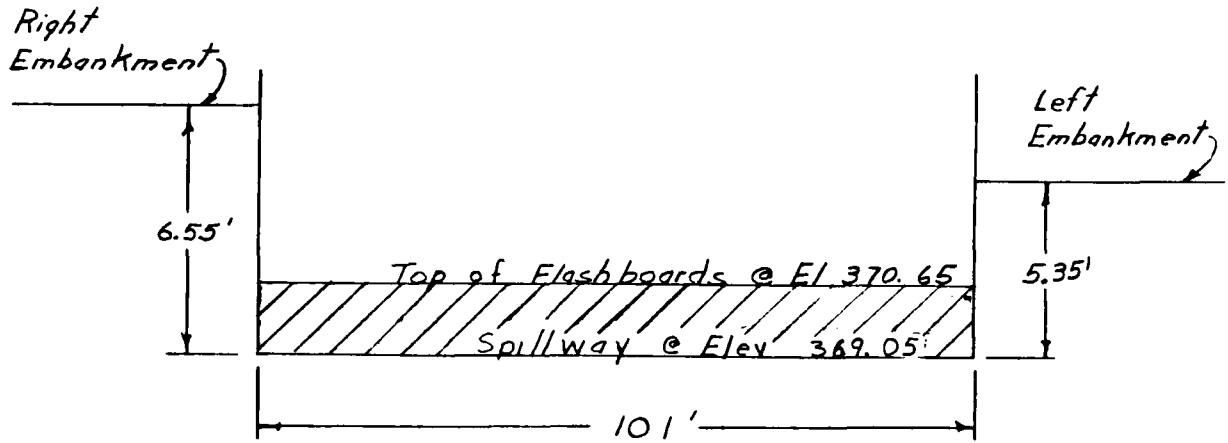 Right
Embankment
Left
Embankment
6.55'
Top of Flashboards @ El 370.65
5.35'
Spillway @ Elev 369.05
101'